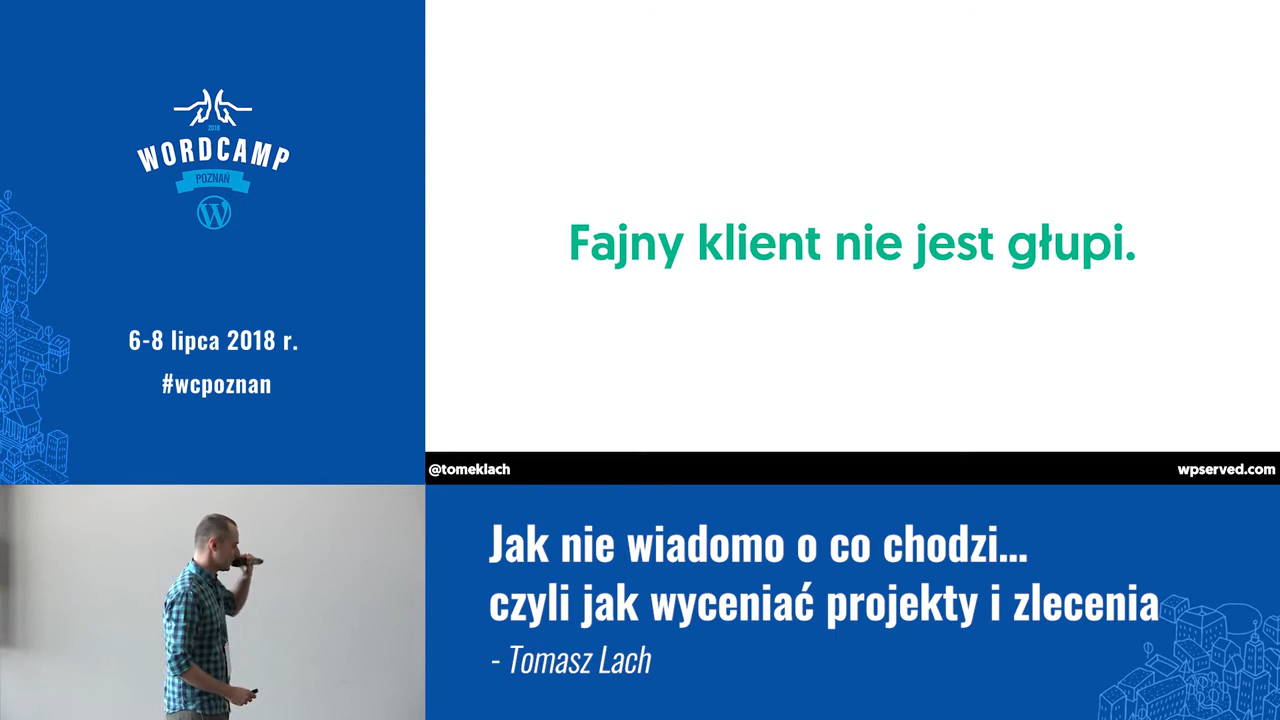 2018
WORDCAMP
POZNAŃ
6-8 lipca 2018 r.
#wcpoznan
Fajny klient nie jest głupi.
@tomeklach
wpserved.com
Jak nie wiadomo o co chodzi...
czyli jak wyceniać projekty i zlecenia
- Tomasz Lach